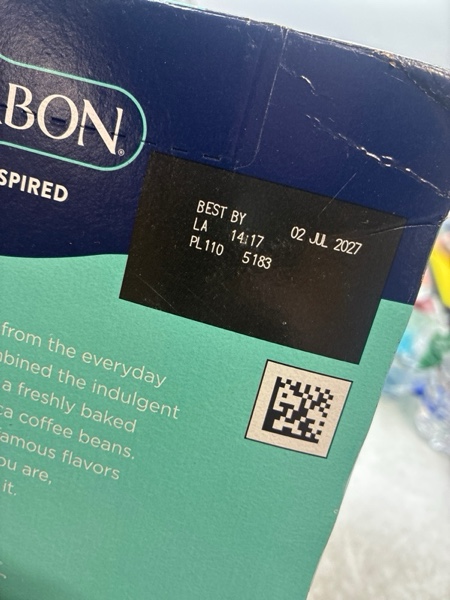 BON®
SPIRED
BEST BY 02 JUL 2027
LA 14:17
PL110 5183
from the everyday
bined the indulgent
a freshly baked
ca coffee beans.
famous flavors
ou are,
it.